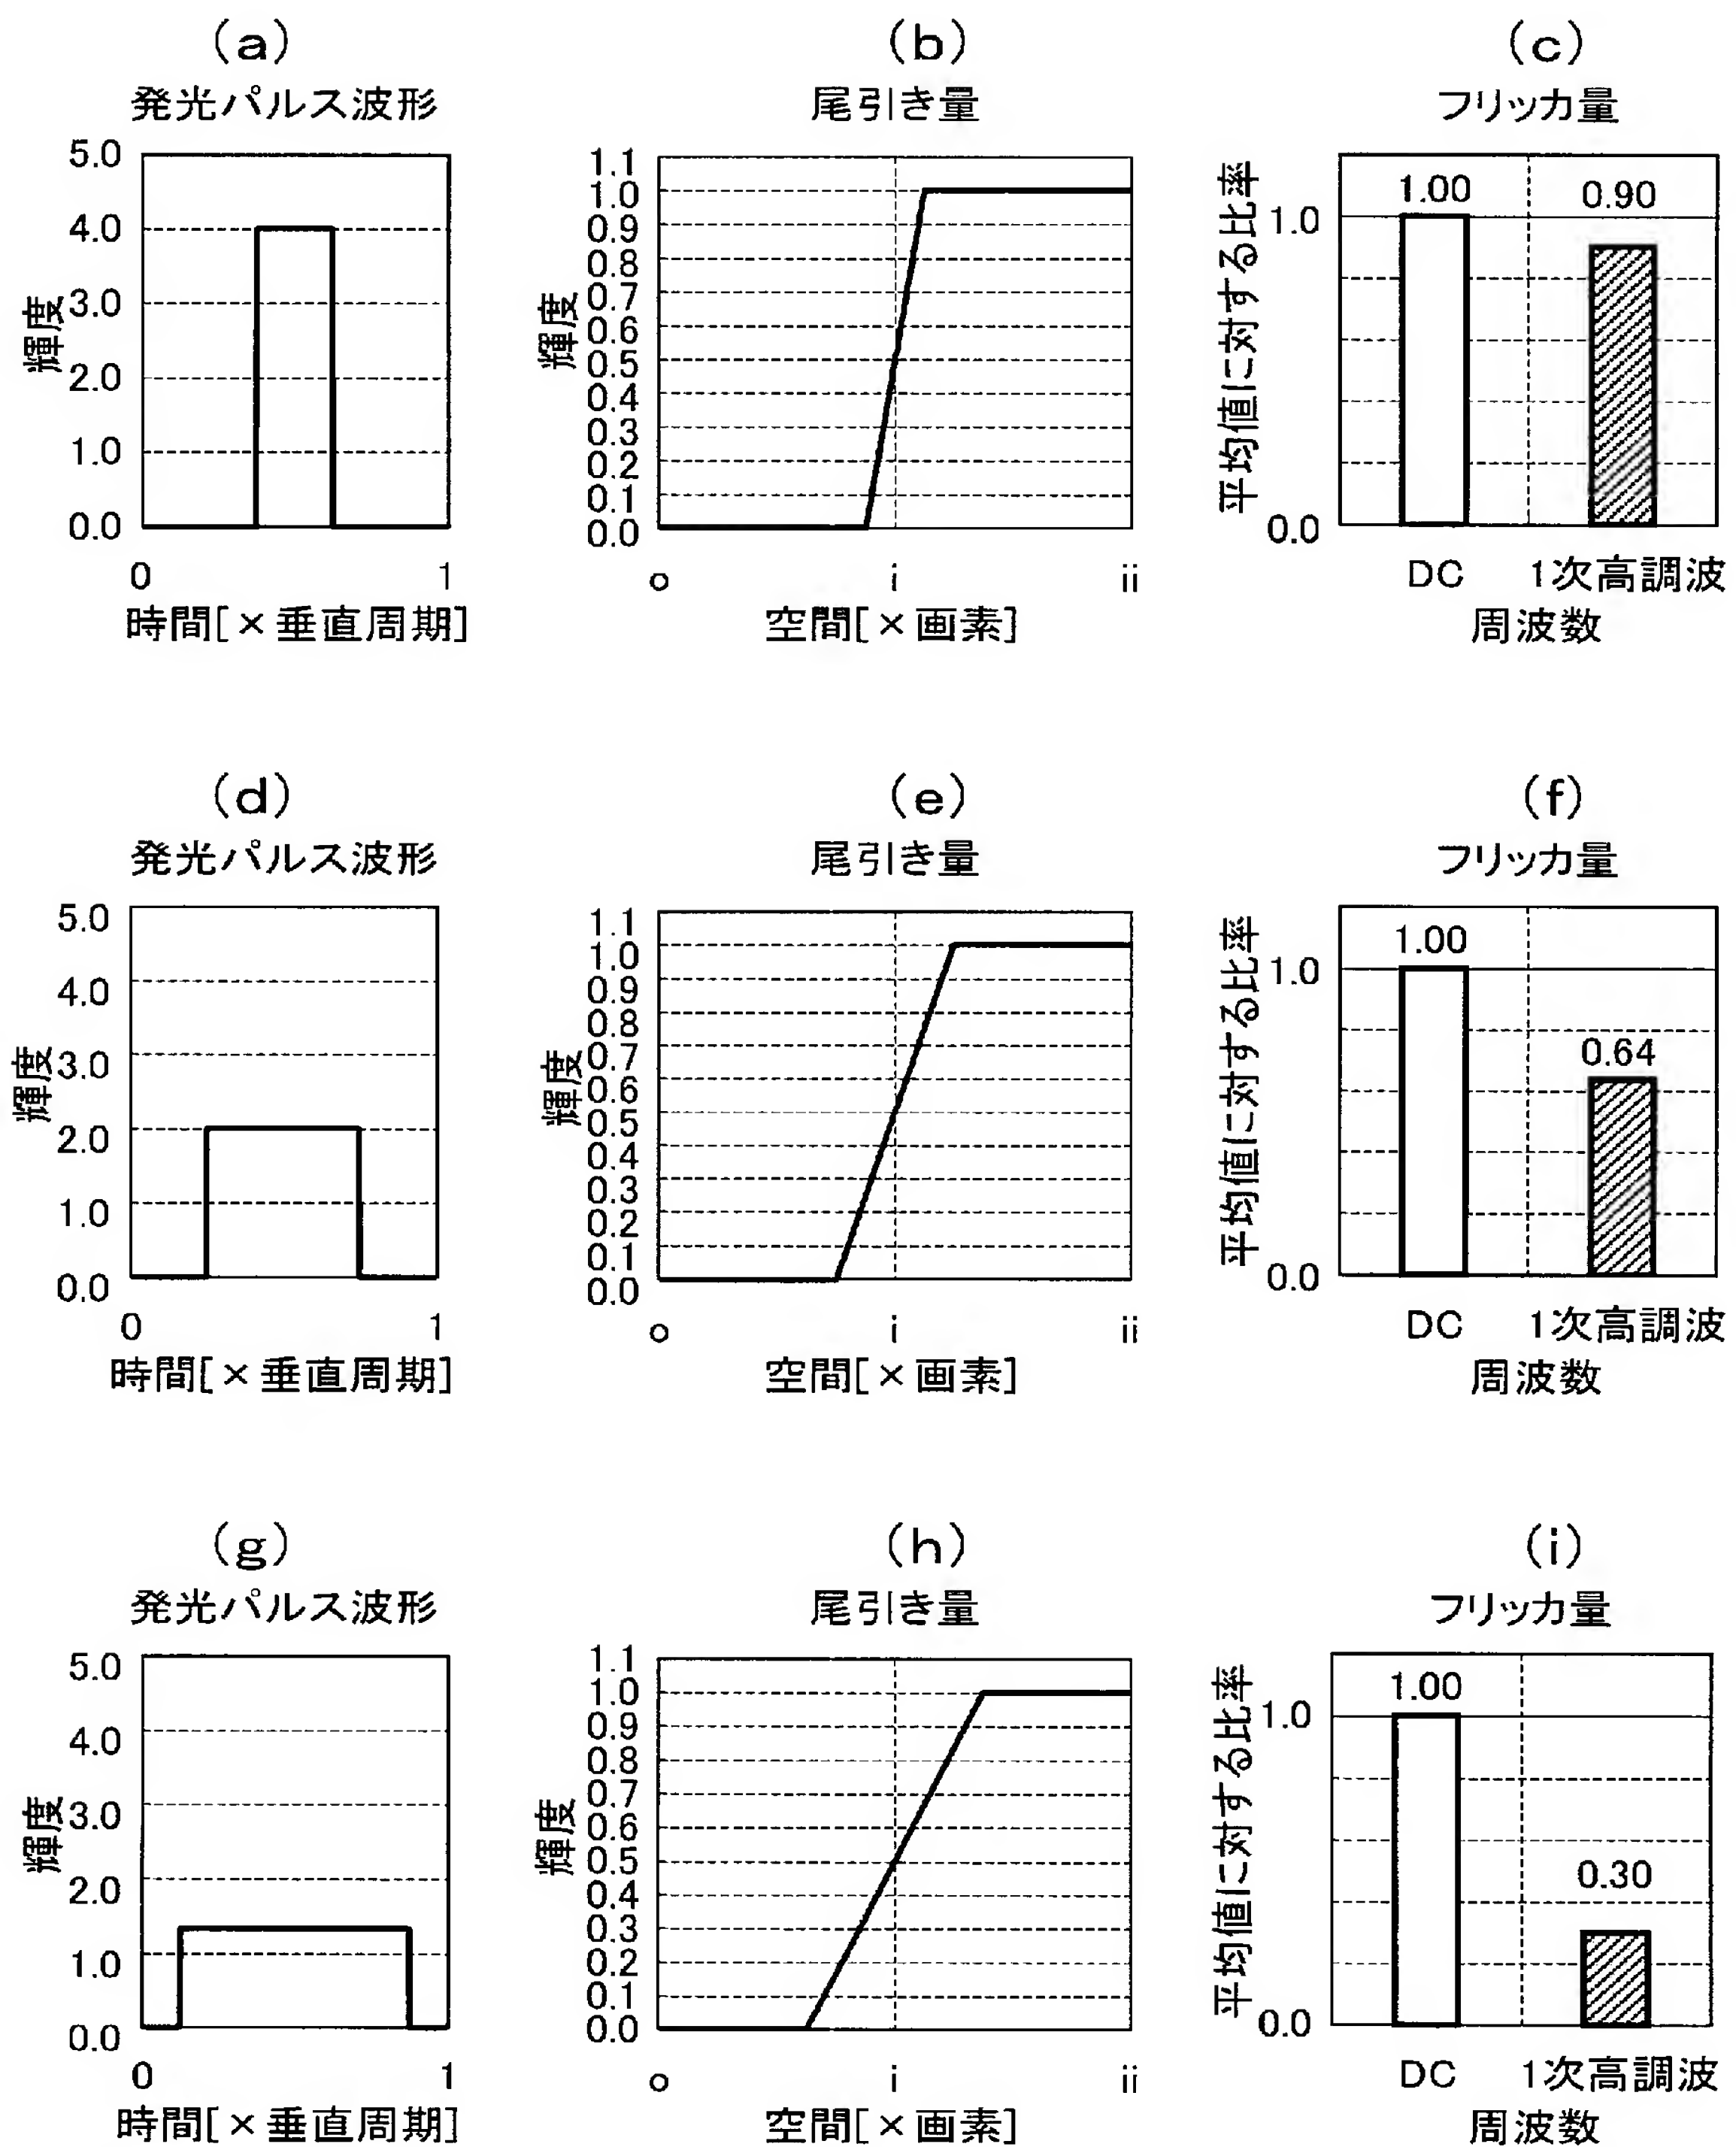 (a)
発光パルス波形
5.0
4.0
3.0
2.0
1.0
0.0
輝度
0 1
時間[×垂直周期]
(b)
尾引き量
1.1
1.0
0.9
0.8
0.7
0.6
0.5
0.4
0.3
0.2
0.1
0.0
輝度
o i ii
空間[×画素]
(c)
フリッカ量
平均値に対する比率
1.0
0.0
1.00 0.90
DC 1次高調波
周波数
(d)
発光パルス波形
5.0
4.0
3.0
2.0
1.0
0.0
輝度
0 1
時間[×垂直周期]
(e)
尾引き量
1.1
1.0
0.9
0.8
0.7
0.6
0.5
0.4
0.3
0.2
0.1
0.0
輝度
o i ii
空間[×画素]
(f)
フリッカ量
平均値に対する比率
1.0
0.0
1.00
0.64
DC 1次高調波
周波数
(g)
発光パルス波形
5.0
4.0
3.0
2.0
1.0
0.0
輝度
0 1
時間[×垂直周期]
(h)
尾引き量
1.1
1.0
0.9
0.8
0.7
0.6
0.5
0.4
0.3
0.2
0.1
0.0
輝度
o i ii
空間[×画素]
(i)
フリッカ量
平均値に対する比率
1.0
0.0
1.00
0.30
DC 1次高調波
周波数